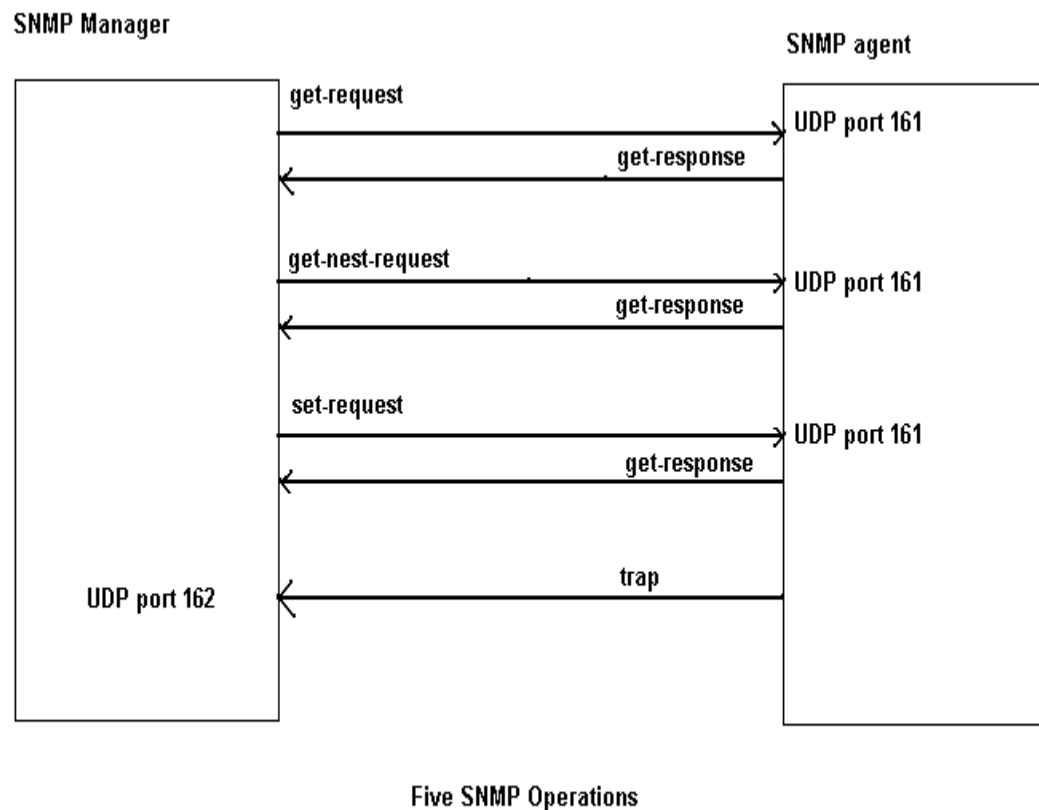 SNMP Manager
SNMP agent
get-request
UDP port 161
get-response
get-nest-request
UDP port 161
get-response
set-request
UDP port 161
get-response
trap
UDP port 162
Five SNMP Operations